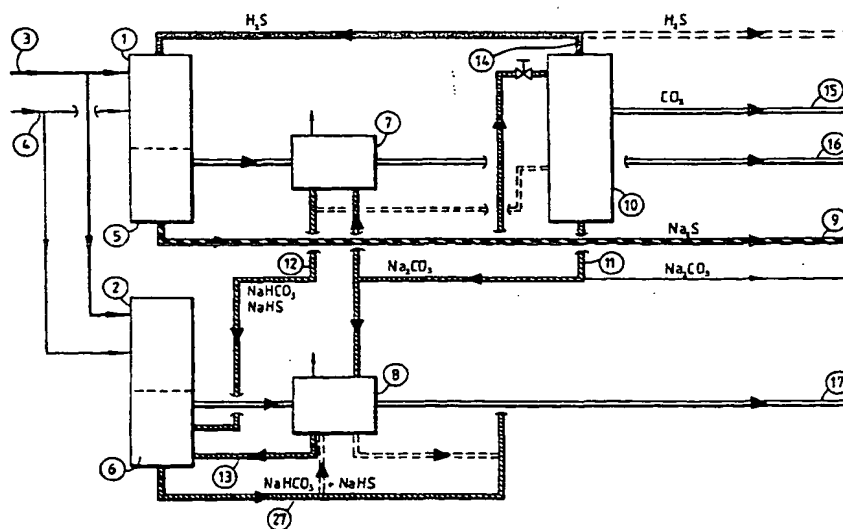 H₂S
H₂S
3
1
14
CO₂
15
4
7
16
5
10
Na₂S
9
12
Na₂CO₃
11
Na₂CO₃
2
NaHCO₃
NaHS
8
17
6
13
NaHCO₃ + NaHS
27